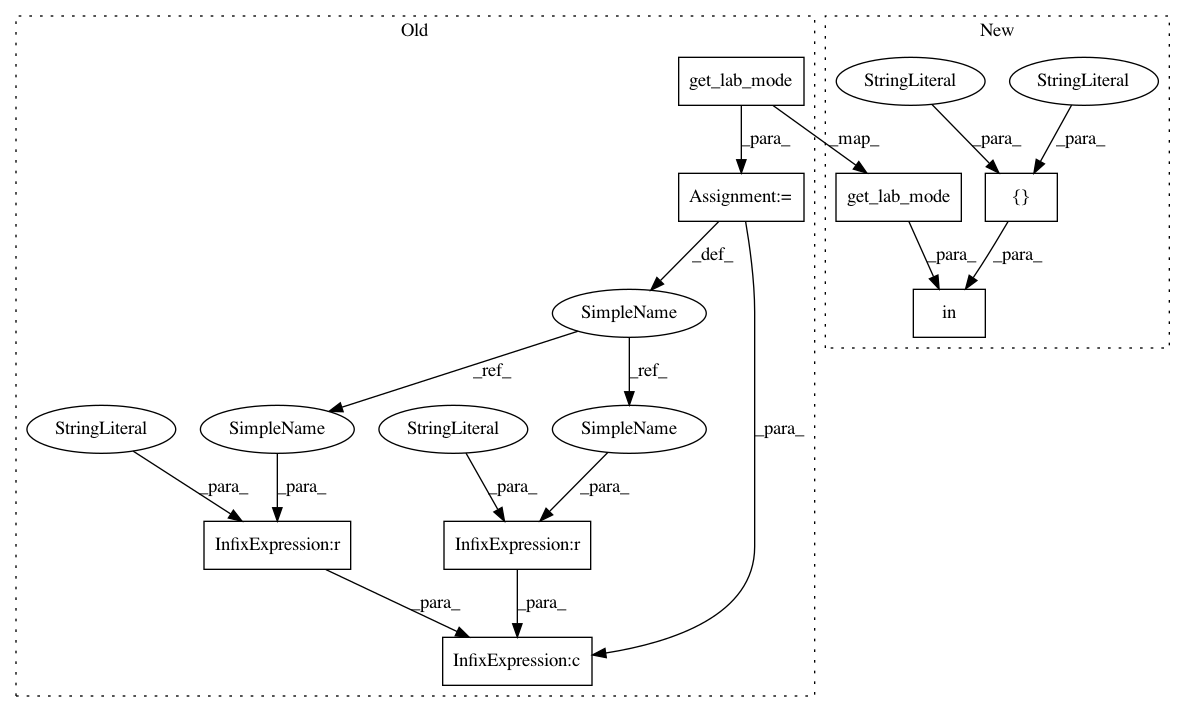 Old
New
get_lab_mode
StringLiteral
StringLiteral
_para_
_map_
_para_
_para_
Assignment:=
get_lab_mode
{}
_def_
_para_
_para_
SimpleName
in
_ref_
_ref_
_para_
StringLiteral
SimpleName
StringLiteral
SimpleName
_para_
_para_
_para_
_para_
InfixExpression:r
InfixExpression:r
_para_
_para_
InfixExpression:c